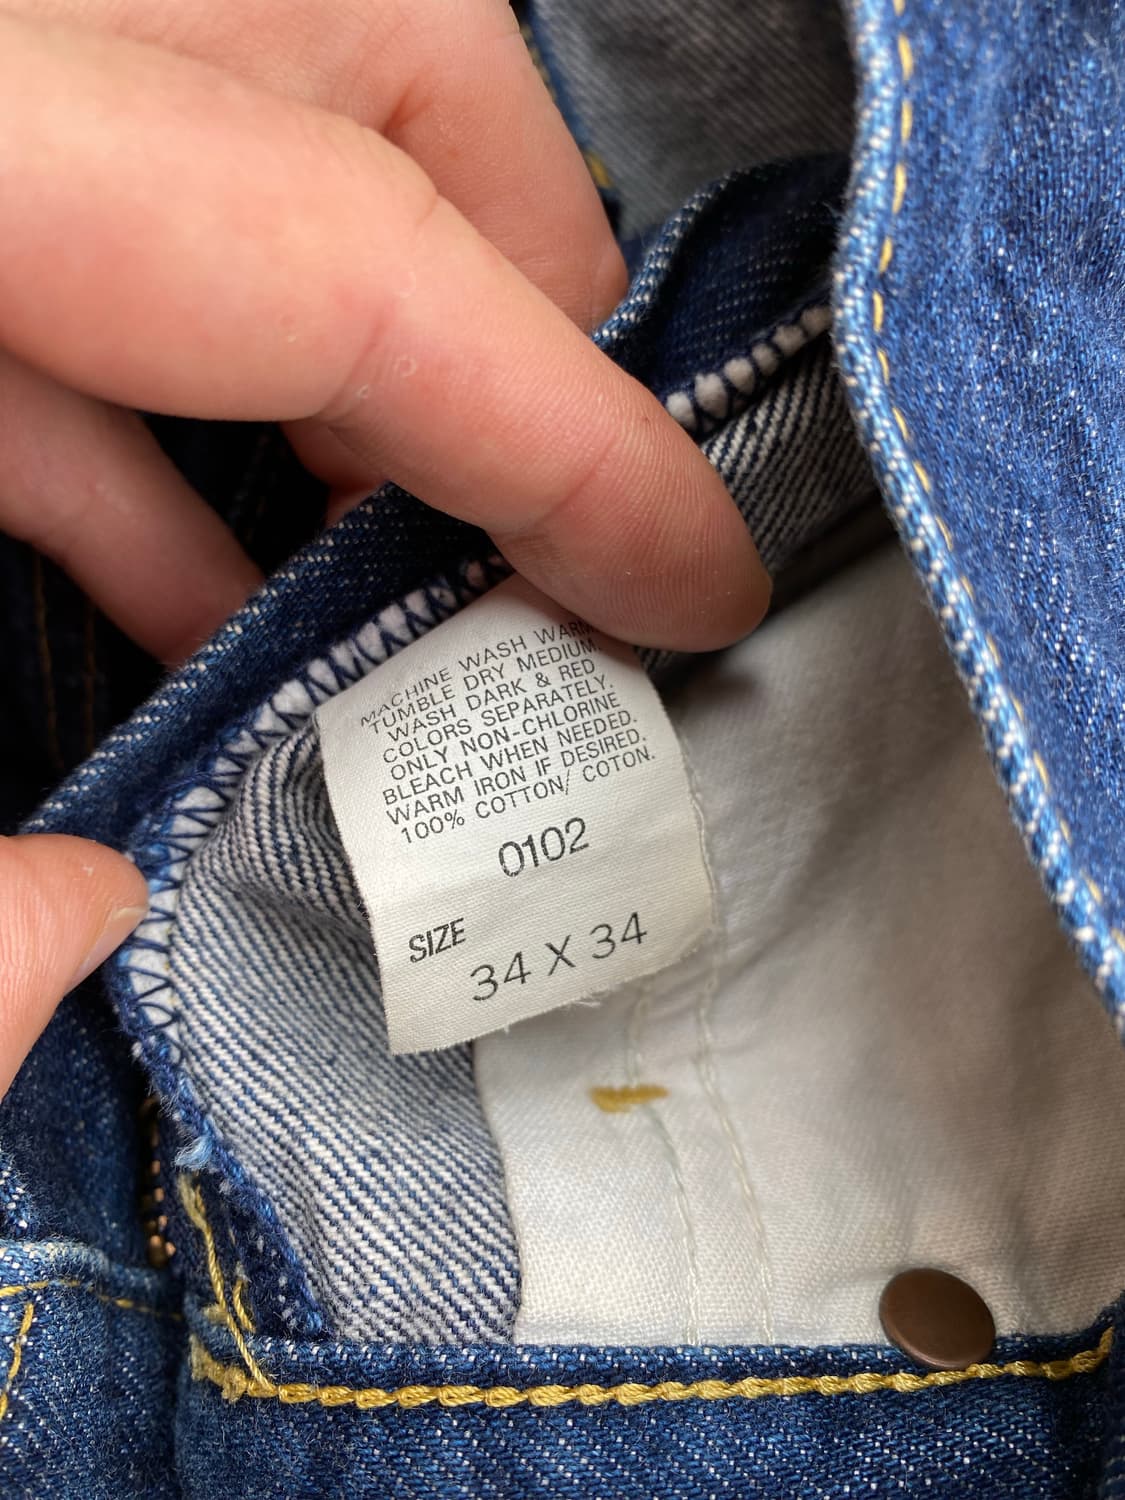 MACHINE WASH WARM
TUMBLE DRY MEDIUM.
WASH DARK & RED
COLORS SEPARATELY.
ONLY NON-CHLORINE
BLEACH WHEN NEEDED.
WARM IRON IF DESIRED.
100% COTTON/ COTON.
0102
SIZE
34 X 34